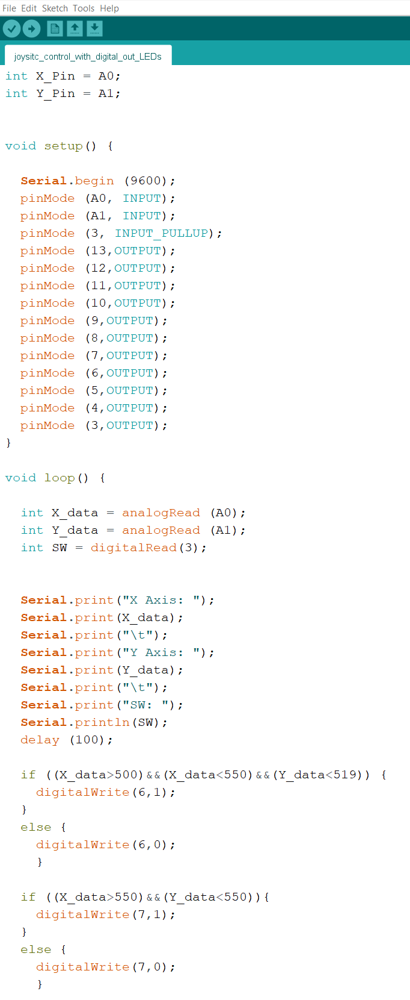 File Edit Sketch Tools Help
joysitc_control_with_digital_out_LEDs
int X_Pin = A0;
int Y_Pin = A1;
void setup() {
Serial.begin (9600);
pinMode (A0, INPUT);
pinMode (A1, INPUT);
pinMode (3, INPUT_PULLUP);
pinMode (13,OUTPUT);
pinMode (12,OUTPUT);
pinMode (11,OUTPUT);
pinMode (10,OUTPUT);
pinMode (9,OUTPUT);
pinMode (8,OUTPUT);
pinMode (7,OUTPUT);
pinMode (6,OUTPUT);
pinMode (5,OUTPUT);
pinMode (4,OUTPUT);
pinMode (3,OUTPUT);
}
void loop() {
int X_data = analogRead (A0);
int Y_data = analogRead (A1);
int SW = digitalRead(3);
Serial.print("X Axis: ");
Serial.print(X_data);
Serial.print("\t");
Serial.print("Y Axis: ");
Serial.print(Y_data);
Serial.print("\t");
Serial.print("SW: ");
Serial.println(SW);
delay (100);
if ((X_data>500)&&(X_data<550)&&(Y_data<519)) {
digitalWrite(6,1);
}
else {
digitalWrite(6,0);
}
if ((X_data>550)&&(Y_data<550)){
digitalWrite(7,1);
}
else {
digitalWrite(7,0);
}